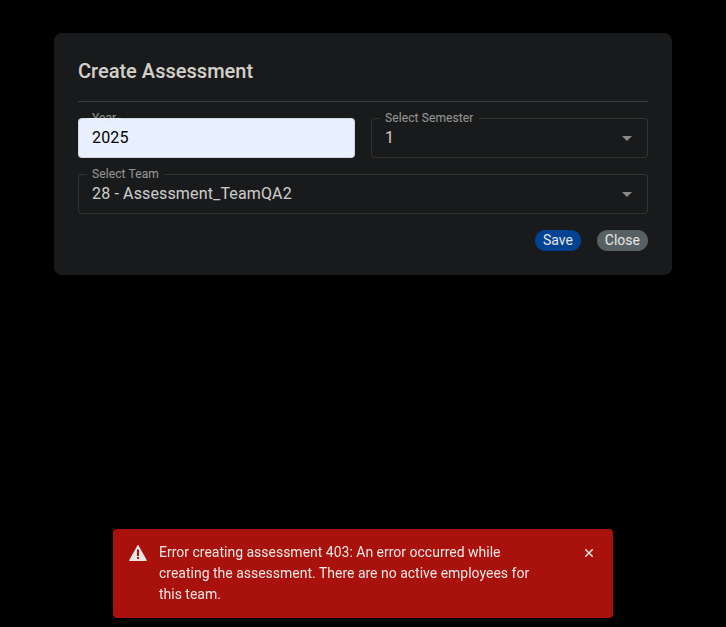 Create Assessment
Year
2025
Select Semester
1
Select Team
28 - Assessment_TeamQA2
Save
Close
Error creating assessment 403: An error occurred while
creating the assessment. There are no active employees for
this team.